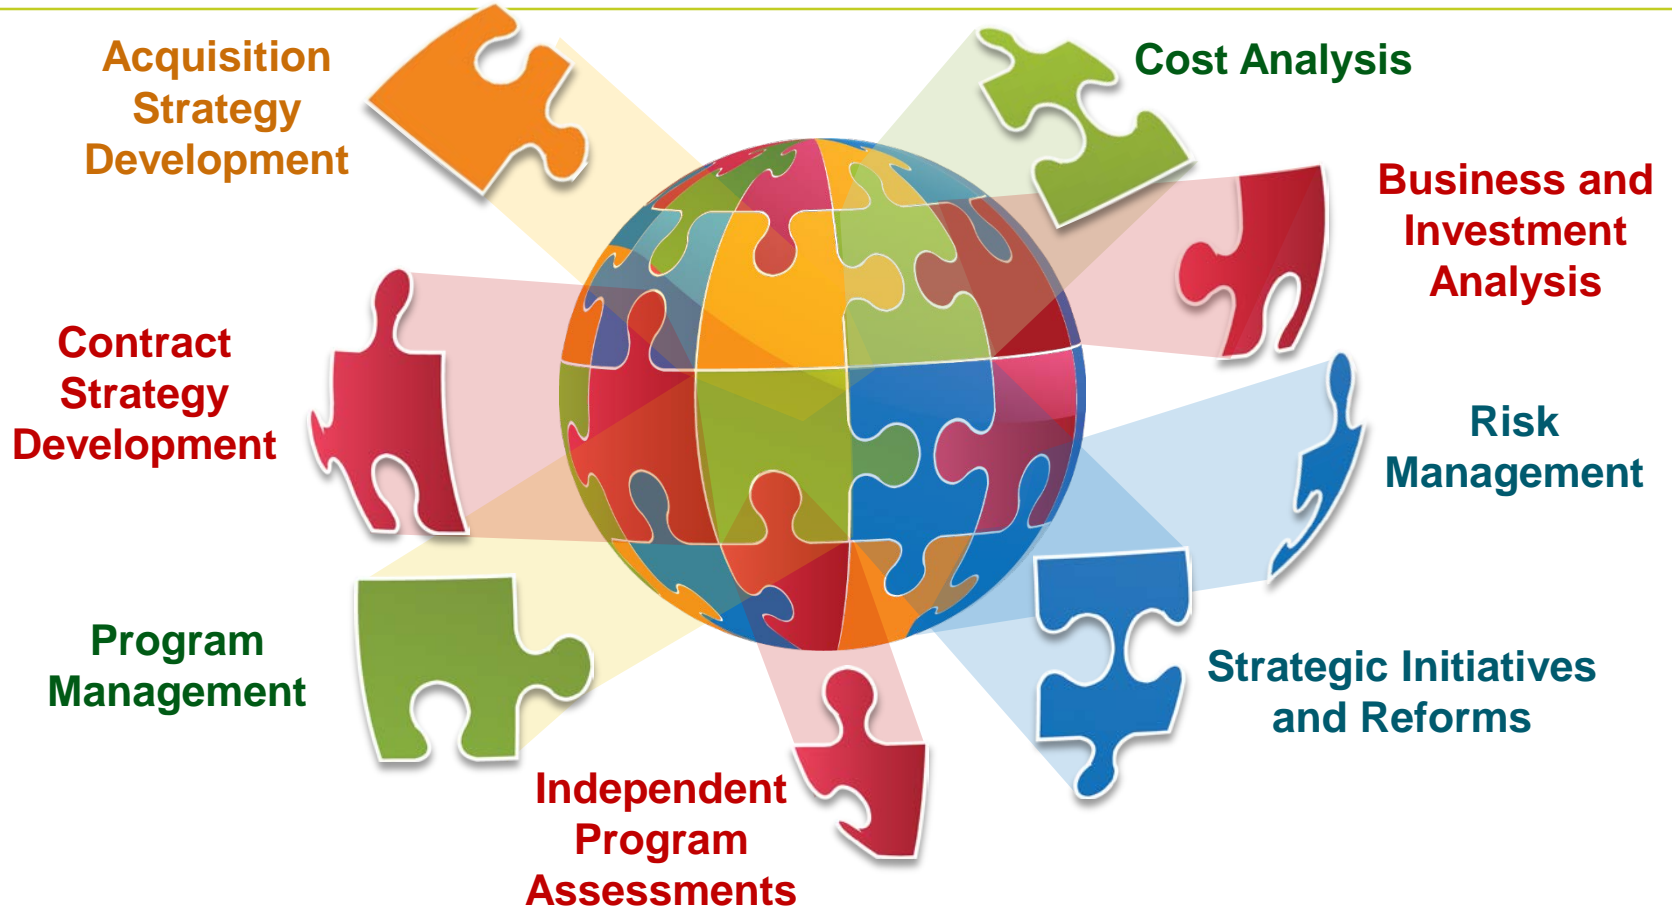 Acquisition
Strategy
Development
Cost Analysis
Business and
Investment
Analysis
Contract
Strategy
Development
Risk
Management
Program
Management
Strategic Initiatives
and Reforms
Independent
Program
Assessments